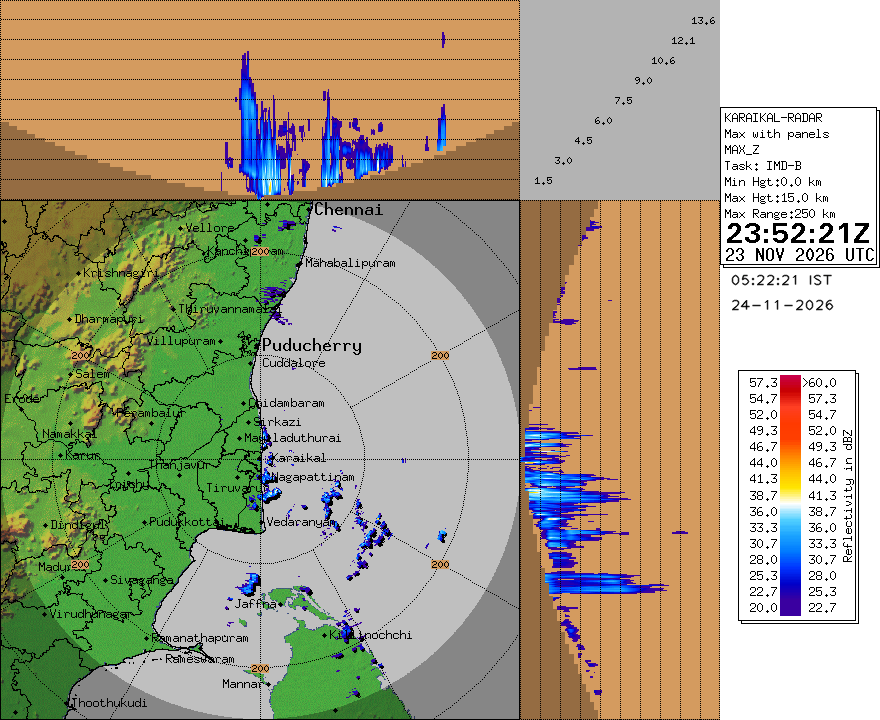 13.6
12.1
10.6
9.0
7.5
6.0
4.5
3.0
1.5
KARAIKAL-RADAR
Max with panels
MAX_Z
Task: IMD-B
Min Hgt:0.0 km
Max Hgt:15.0 km
Max Range:250 km
23:52:21Z
23 NOV 2026 UTC
05:22:21 IST
24-11-2026
Chennai
Vellore
200
Mahabalipuram
Krishnagiri
Thiruvannamalai
Dharmapuri
Villupuram
Puducherry
200
200
Cuddalore
Salem
Erode
Chidambaram
Perambalur
Sirkazi
Namakkal
Mayiladuthurai
Karur
Karaikal
Thanjavur
Nagapattinam
Tiruvarur
Dindigul
Pudukkottai
Vedaranyam
200
200
Madurai
Sivaganga
Jaffna
Virudhunagar
Ramanathapuram
Killinochchi
Rameswaram
200
Mannar
Thoothukudi
57.3 >60.0
54.7 57.3
52.0 54.7
49.3 52.0
46.7 49.3
44.0 46.7
41.3 44.0
38.7 41.3
36.0 38.7
33.3 36.0
30.7 33.3
28.0 30.7
25.3 28.0
22.7 25.3
20.0 22.7
Reflectivity in dBZ